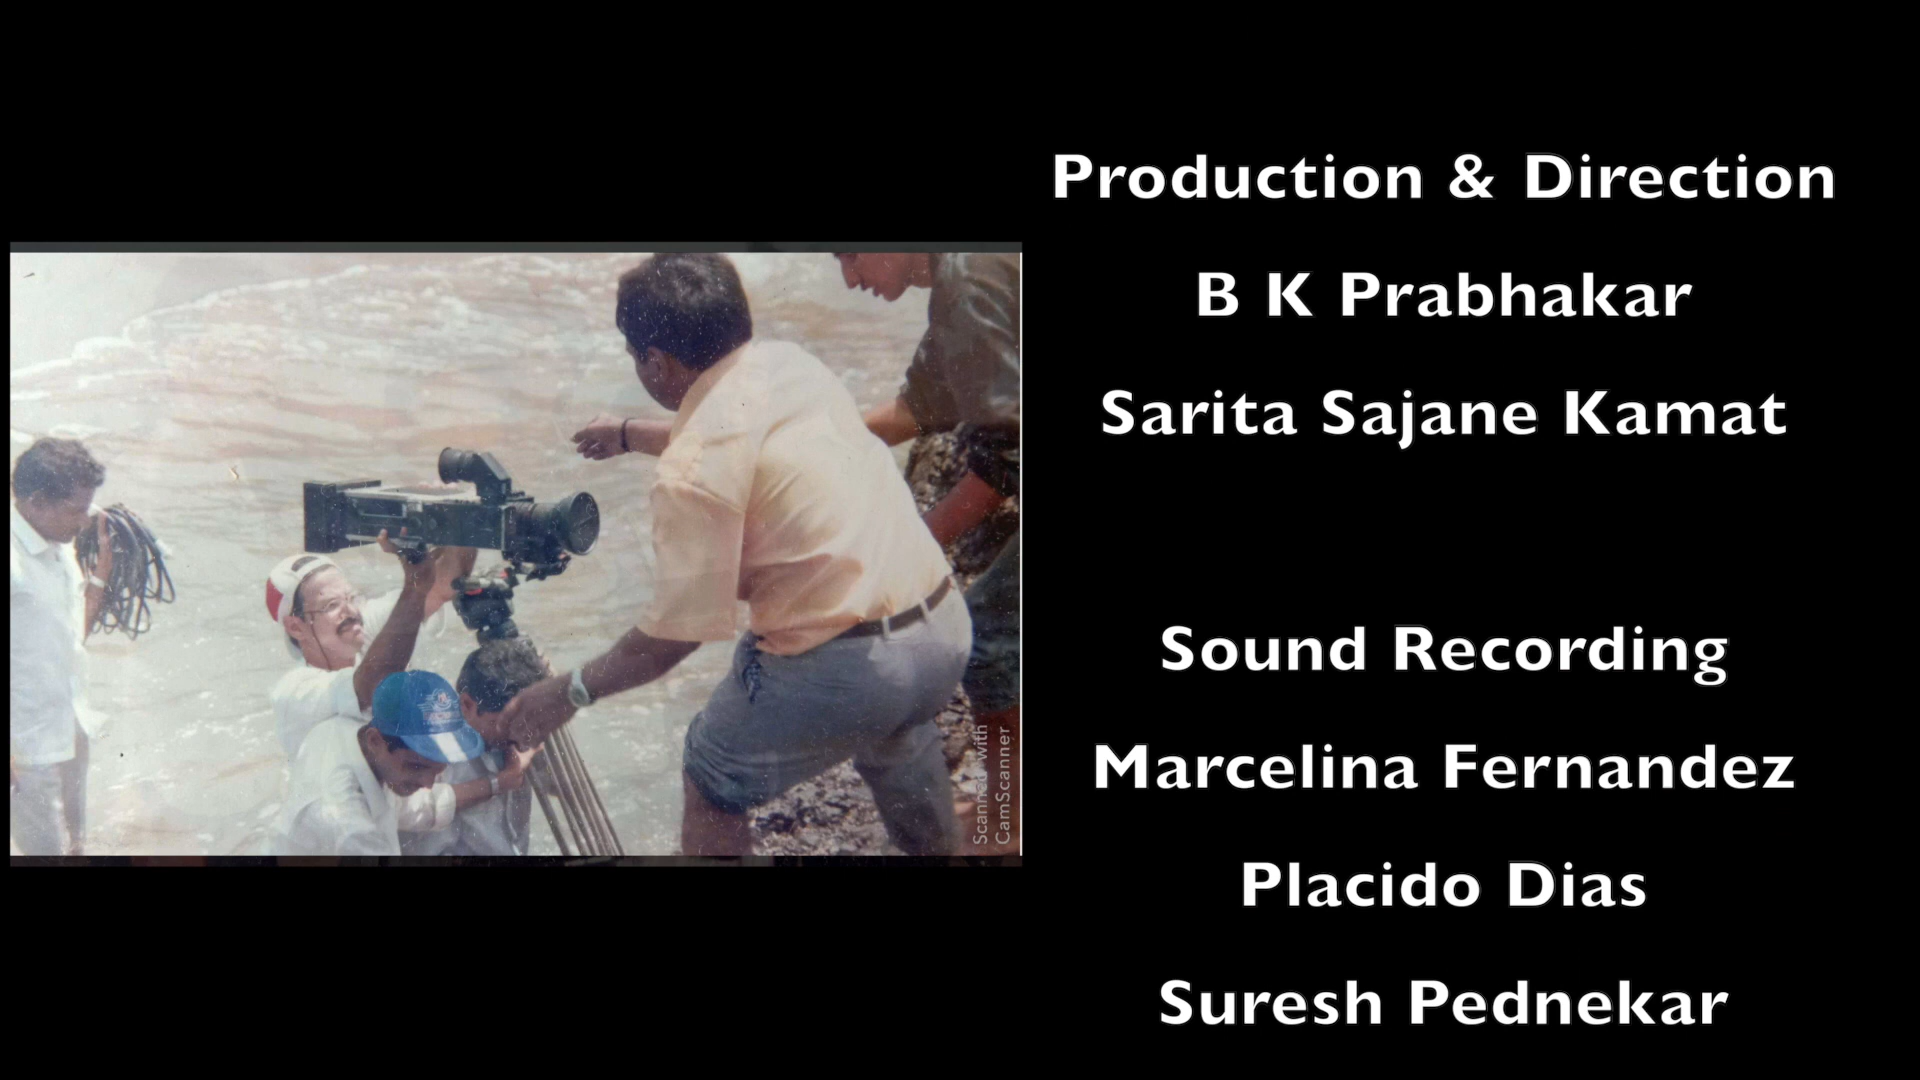 Production & Direction
B K Prabhakar
Sarita Sajane Kamat
Sound Recording
Marcelina Fernandez
Placido Dias
Suresh Pednekar
Scanned with
CamScanner